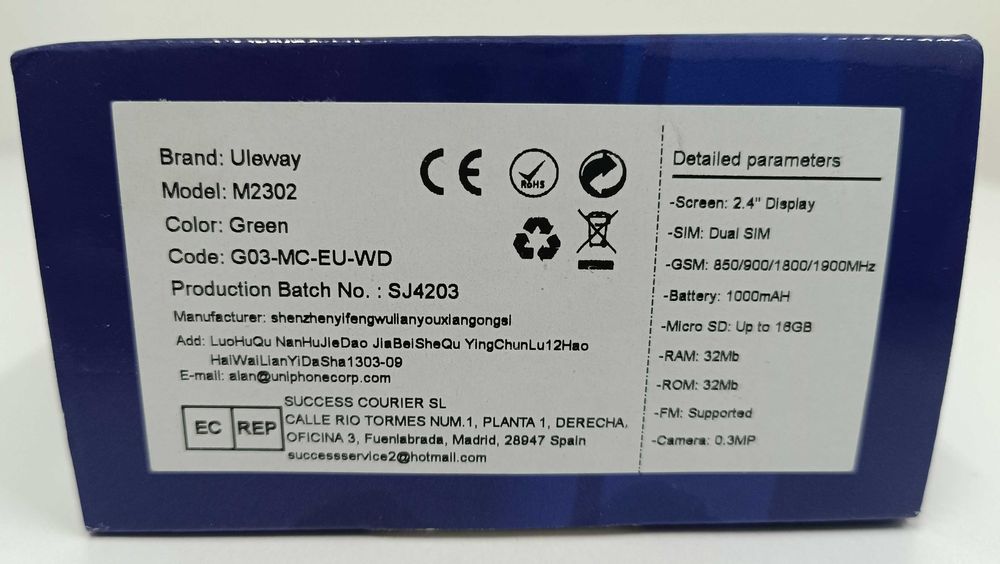 Brand: Uleway
Model: M2302
Color: Green
Code: G03-MC-EU-WD
Production Batch No. : SJ4203
Manufacturer: shenzhenyifengwulianyouxiangongsi
Add: LuoHuQu NanHuJieDao JiaBeiSheQu YingChunLu12Hao
HaiWaiLianYiDaSha1303-09
E-mail: alan@uniphonecorp.com
EC REP
SUCCESS COURIER SL
CALLE RIO TORMES NUM.1, PLANTA 1, DERECHA,
OFICINA 3, Fuenlabrada, Madrid, 28947 Spain
successservice2@hotmail.com
CE
RoHS
Detailed parameters
-Screen: 2.4" Display
-SIM: Dual SIM
-GSM: 850/900/1800/1900MHz
-Battery: 1000mAH
-Micro SD: Up to 16GB
-RAM: 32Mb
-ROM: 32Mb
-FM: Supported
-Camera: 0.3MP